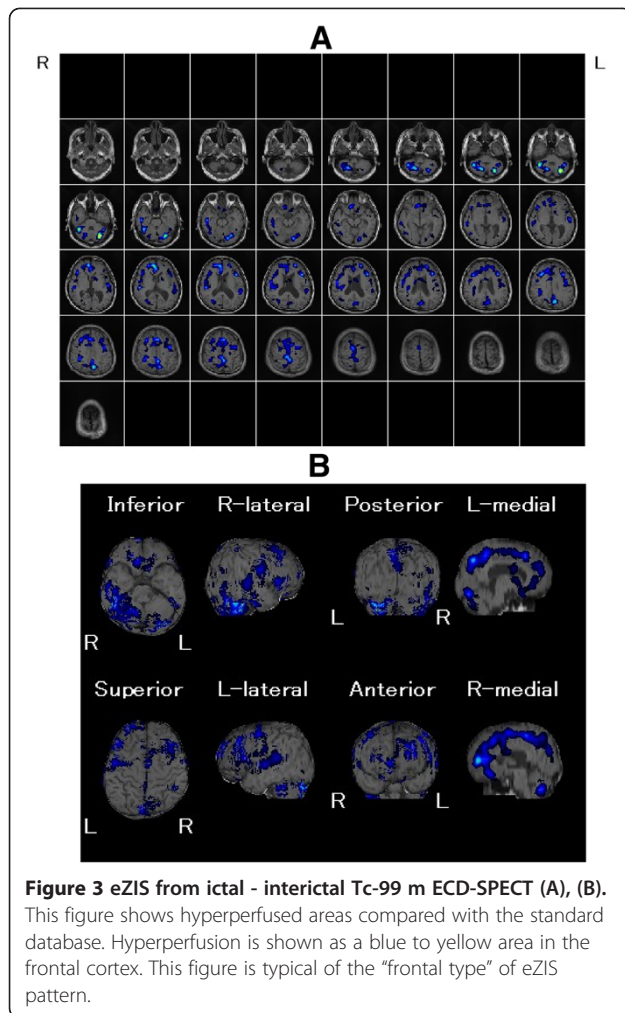 A
R L
B
Inferior R-lateral Posterior L-medial
R L L R
Superior L-lateral Anterior R-medial
L R R L
Figure 3 eZIS from ictal - interictal Tc-99 m ECD-SPECT (A), (B).
This figure shows hyperperfused areas compared with the standard
database. Hyperperfusion is shown as a blue to yellow area in the
frontal cortex. This figure is typical of the “frontal type” of eZIS
pattern.